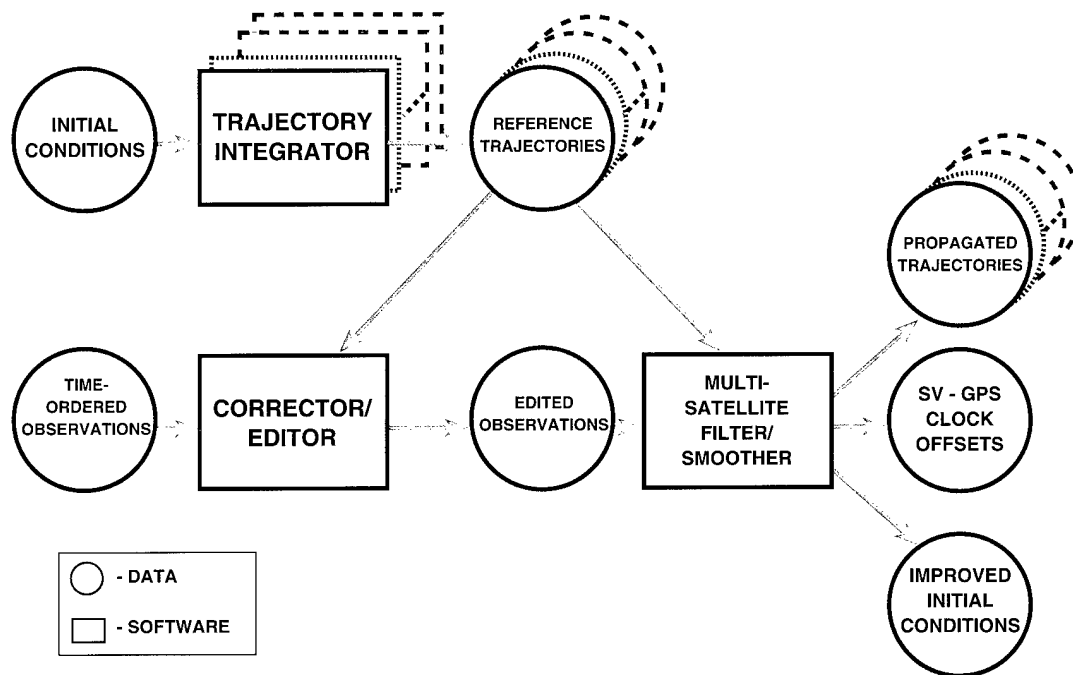 INITIAL
CONDITIONS
TRAJECTORY
INTEGRATOR
REFERENCE
TRAJECTORIES
PROPAGATED
TRAJECTORIES
TIME-
ORDERED
OBSERVATIONS
CORRECTOR/
EDITOR
EDITED
OBSERVATIONS
MULTI-
SATELLITE
FILTER/
SMOOTHER
SV - GPS
CLOCK
OFFSETS
IMPROVED
INITIAL
CONDITIONS
- DATA
- SOFTWARE